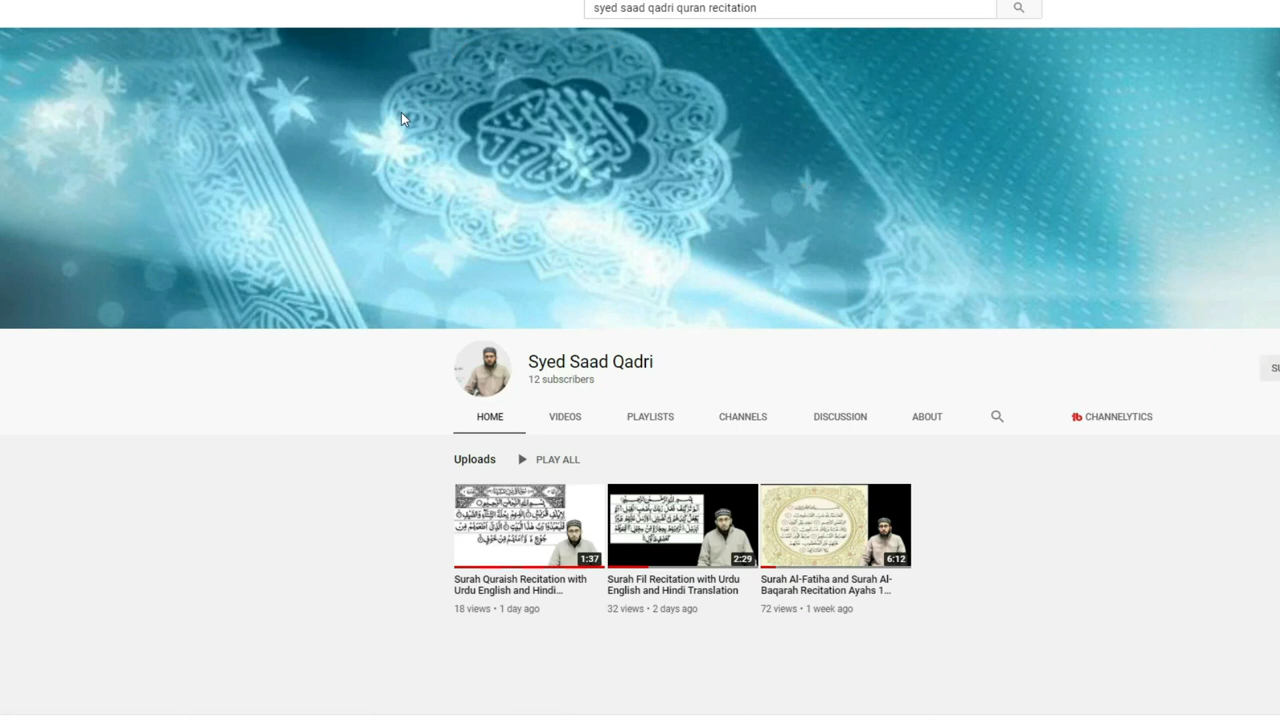 syed saad qadri quran recitation
Syed Saad Qadri
12 subscribers
HOME VIDEOS PLAYLISTS CHANNELS DISCUSSION ABOUT CHANNELYTICS
Uploads PLAY ALL
1:37 2:29 6:12
Surah Quraish Recitation with
Urdu English and Hindi...
18 views • 1 day ago
Surah Fil Recitation with Urdu
English and Hindi Translation
32 views • 2 days ago
Surah Al-Fatiha and Surah Al-
Baqarah Recitation Ayahs 1...
72 views • 1 week ago